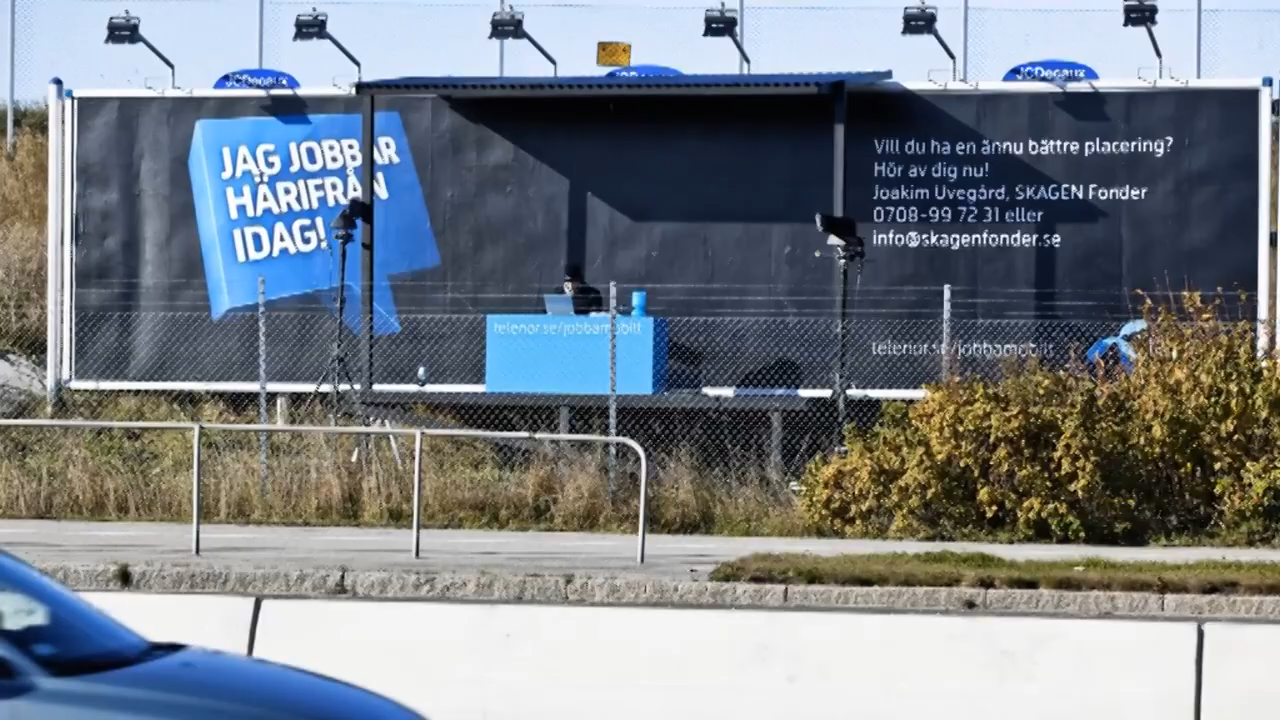 JCDecaux
JCDecaux
JAG JOBBAR
HÄRIFRÅN
IDAG!
Vill du ha en ännu bättre placering?
Hör av dig nu!
Joakim Uvegård, SKAGEN Fonder
0708-99 72 31 eller
info@skagenfonder.se
telenor.se/jobbamobilt
telenor.se/jobbamobilt